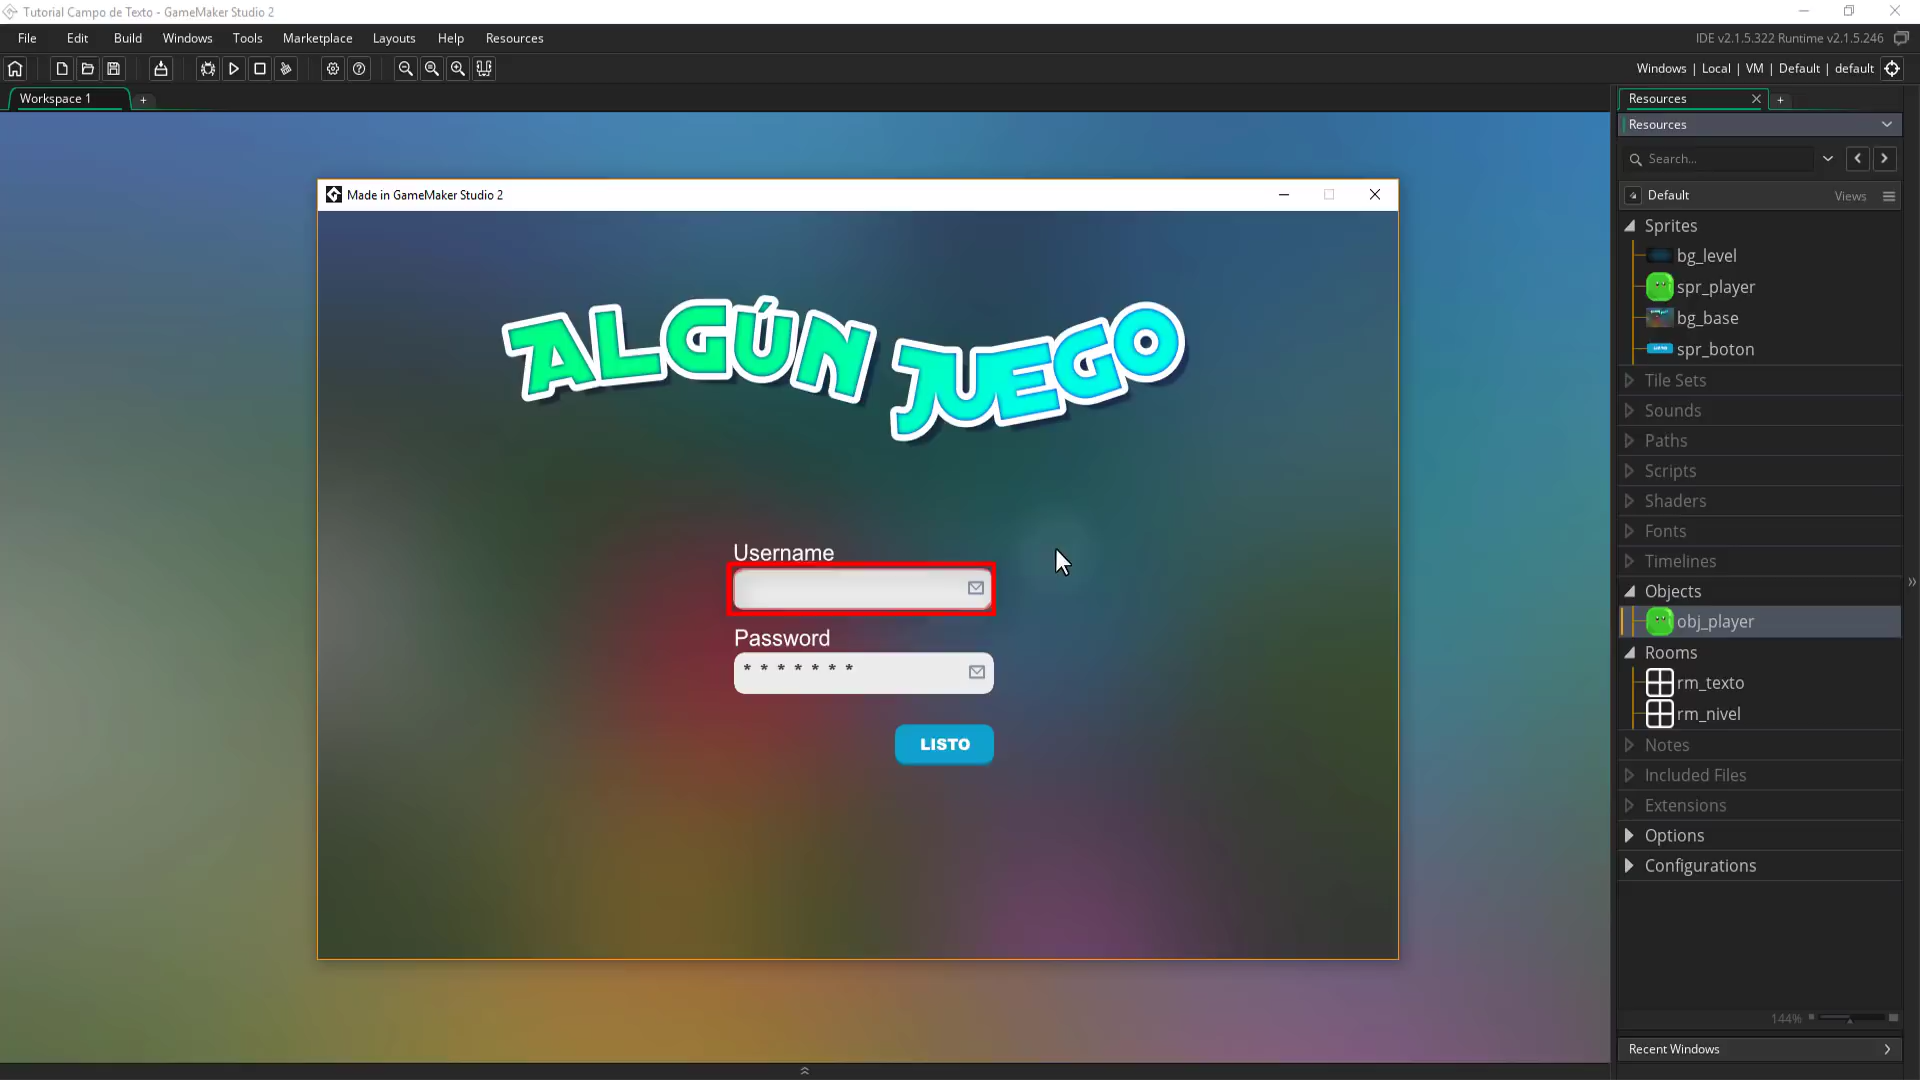 Tutorial Campo de Texto - GameMaker Studio 2
File Edit Build Windows Tools Marketplace Layouts Help Resources
IDE v2.1.5.322 Runtime v2.1.5.246
Windows | Local | VM | Default | default
Workspace 1
Resources
Resources
Search...
Default Views
Sprites
bg_level
spr_player
bg_base
spr_boton
Tile Sets
Sounds
Paths
Scripts
Shaders
Fonts
Timelines
Objects
obj_player
Rooms
rm_texto
rm_nivel
Notes
Included Files
Extensions
Options
Configurations
144%
Recent Windows
Made in GameMaker Studio 2
ALGÚN JUEGO
Username
Password
* * * * * * *
LISTO